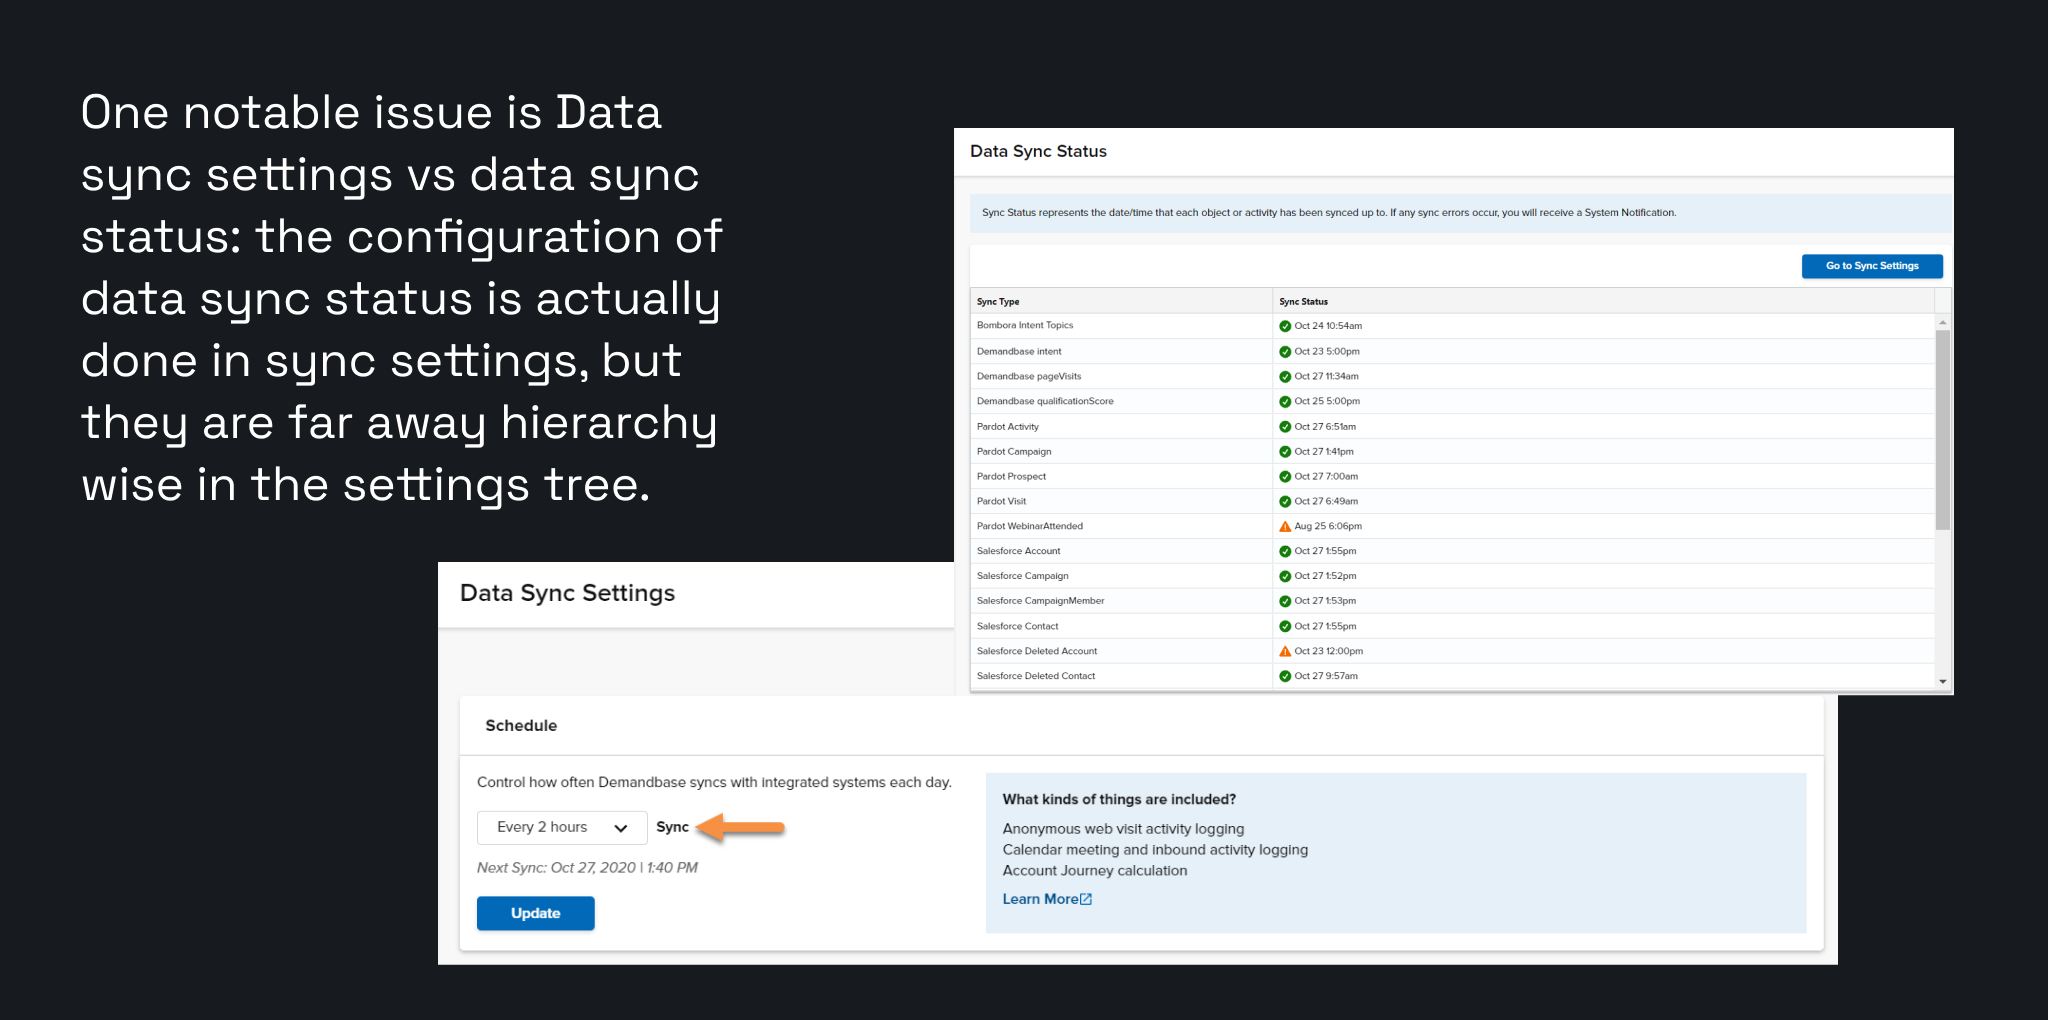 One notable issue is Data
sync settings vs data sync
status: the configuration of
data sync status is actually
done in sync settings, but
they are far away hierarchy
wise in the settings tree.
Data Sync Status
Sync Status represents the date/time that each object or activity has been synced up to. If any sync errors occur, you will receive a System Notification.
Go to Sync Settings
Sync Type Sync Status
Bombora Intent Topics Oct 24 10:54am
Demandbase intent Oct 23 5:00pm
Demandbase pageVisits Oct 27 11:34am
Demandbase qualificationScore Oct 25 5:00pm
Pardot Activity Oct 27 6:51am
Pardot Campaign Oct 27 1:41pm
Pardot Prospect Oct 27 7:00am
Pardot Visit Oct 27 6:49am
Pardot WebinarAttended Aug 25 6:06pm
Salesforce Account Oct 27 1:55pm
Salesforce Campaign Oct 27 1:52pm
Salesforce CampaignMember Oct 27 1:53pm
Salesforce Contact Oct 27 1:55pm
Salesforce Deleted Account Oct 23 12:00pm
Salesforce Deleted Contact Oct 27 9:57am
Data Sync Settings
Schedule
Control how often Demandbase syncs with integrated systems each day.
Every 2 hours Sync
Next Sync: Oct 27, 2020 | 1:40 PM
Update
What kinds of things are included?
Anonymous web visit activity logging
Calendar meeting and inbound activity logging
Account Journey calculation
Learn More